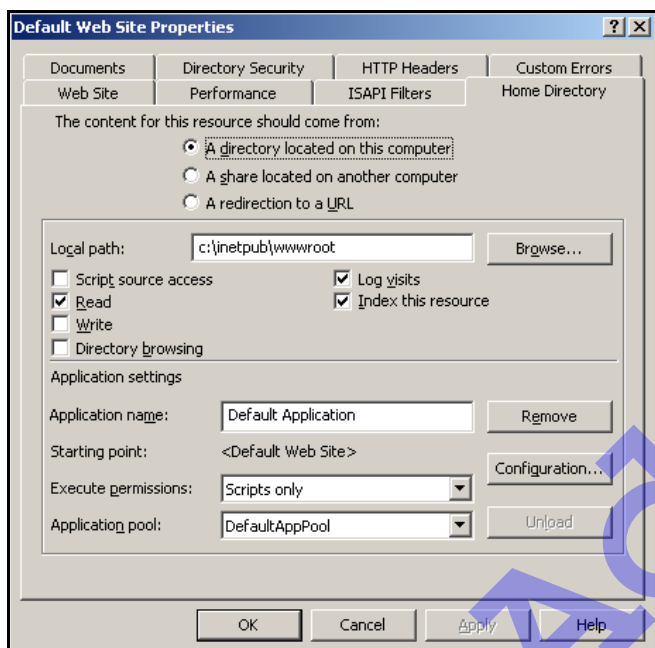 Default Web Site Properties
Documents Directory Security HTTP Headers Custom Errors
Web Site Performance ISAPI Filters Home Directory
The content for this resource should come from:
A directory located on this computer
A share located on another computer
A redirection to a URL
Local path: c:\inetpub\wwwroot Browse...
Script source access Log visits
Read Index this resource
Write
Directory browsing
Application settings
Application name: Default Application Remove
Starting point: <Default Web Site>
Configuration...
Execute permissions: Scripts only
Application pool: DefaultAppPool Unload
OK Cancel Apply Help